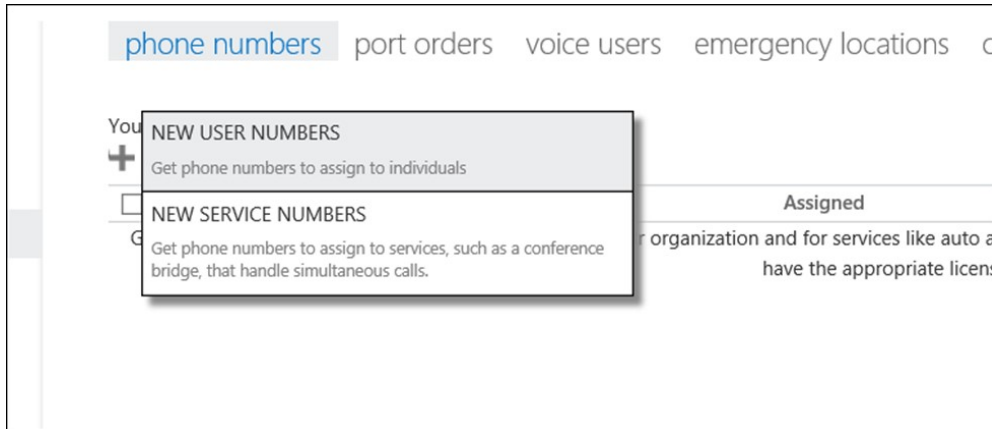 phone numbers port orders voice users emergency locations
You
NEW USER NUMBERS
Get phone numbers to assign to individuals
Assigned
NEW SERVICE NUMBERS
organization and for services like auto a
Get phone numbers to assign to services, such as a conference
bridge, that handle simultaneous calls.
have the appropriate licens